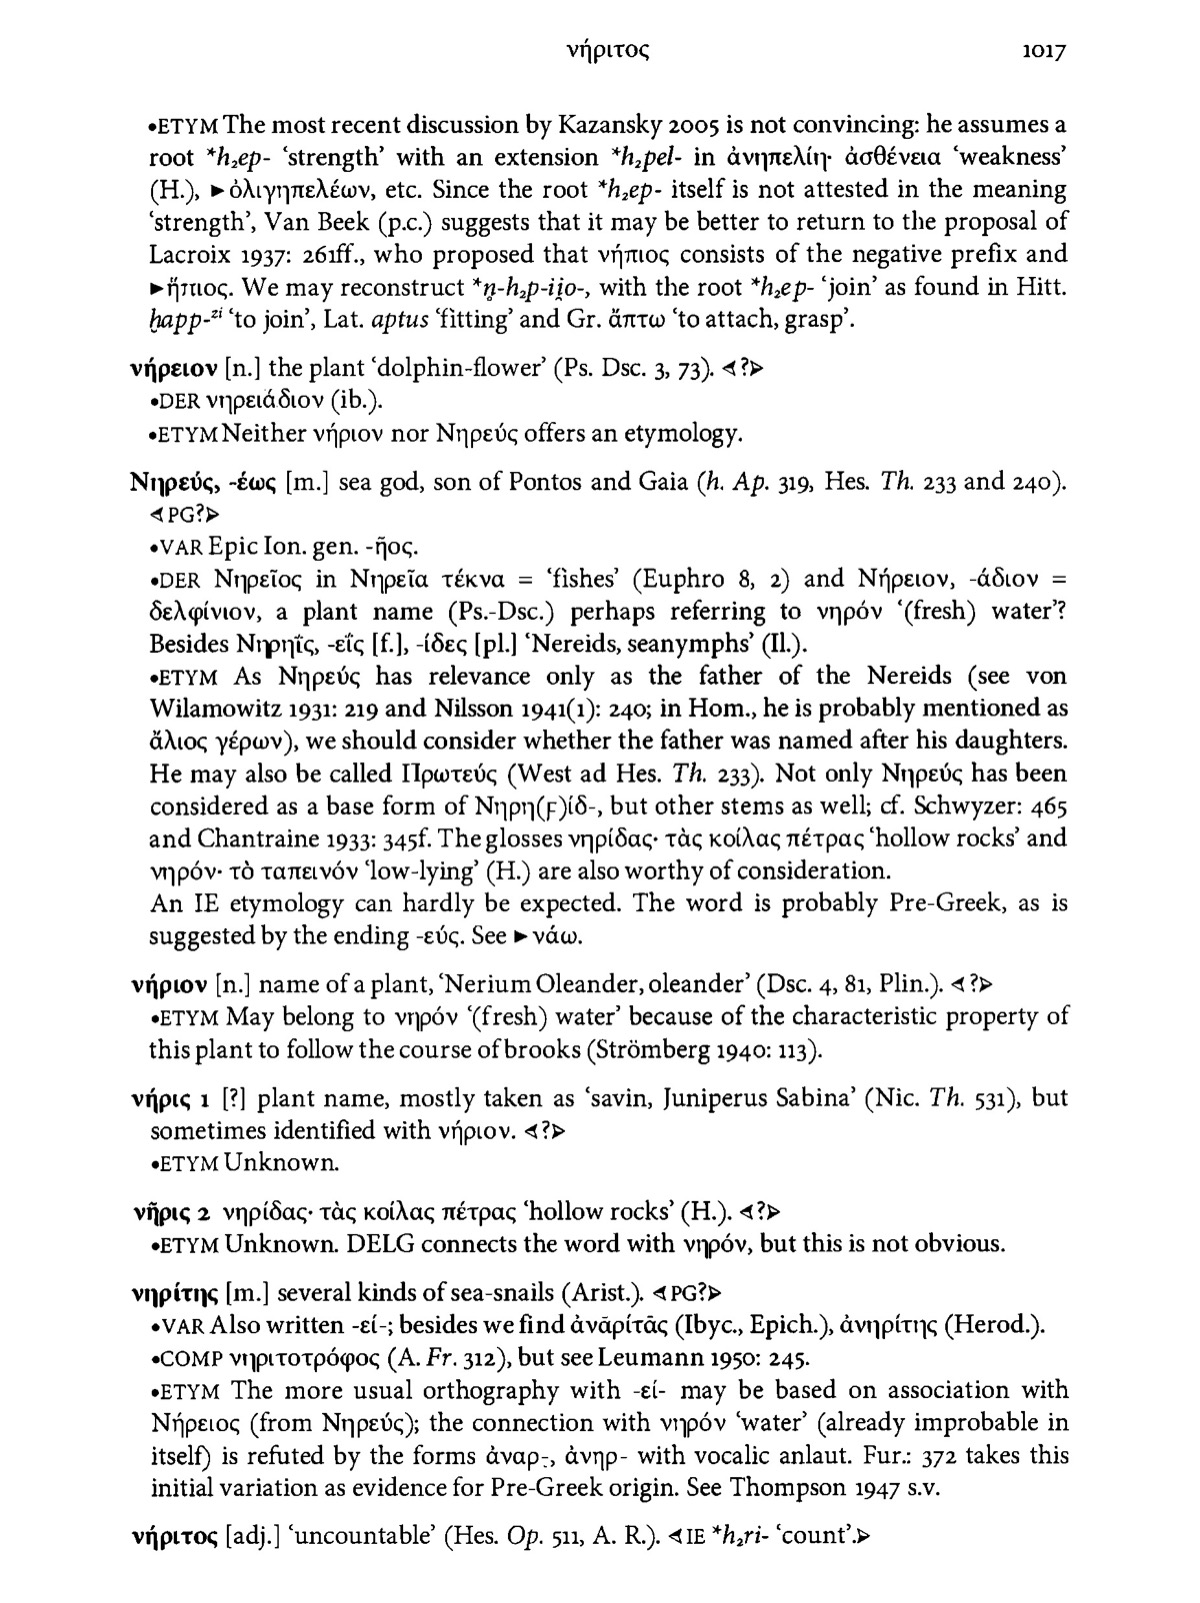 νήριτος 1017
•ETYM The most recent discussion by Kazansky 2005 is not convincing: he assumes a
root *h₂ep- ‘strength’ with an extension *h₂pel- in ἀνηπελίη· ἀσθένεια ‘weakness’
(H.), ►ὀλιγηπελέων, etc. Since the root *h₂ep- itself is not attested in the meaning
‘strength’, Van Beek (p.c.) suggests that it may be better to return to the proposal of
Lacroix 1937: 261ff., who proposed that νήπιος consists of the negative prefix and
►ἤπιος. We may reconstruct *n̥-h₂p-ii̯o-, with the root *h₂ep- ‘join’ as found in Hitt.
ḫapp-ᶻⁱ ‘to join’, Lat. aptus ‘fitting’ and Gr. ἅπτω ‘to attach, grasp’.
νήρειον [n.] the plant ‘dolphin-flower’ (Ps. Dsc. 3, 73). ⋖?⋗
•DER νηρειάδιον (ib.).
•ETYM Neither νήριον nor Νηρεύς offers an etymology.
Νηρεύς, -έως [m.] sea god, son of Pontos and Gaia (h. Ap. 319, Hes. Th. 233 and 240).
⋖PG?⋗
•VAR Epic Ion. gen. -ῆος.
•DER Νηρεῖος in Νηρεῖα τέκνα = ‘fishes’ (Euphro 8, 2) and Νήρειον, -άδιον =
δελφίνιον, a plant name (Ps.-Dsc.) perhaps referring to νηρόν ‘(fresh) water’?
Besides Νηρηΐς, -εΐς [f.], -ίδες [pl.] ‘Nereids, seanymphs’ (Il.).
•ETYM As Νηρεύς has relevance only as the father of the Nereids (see von
Wilamowitz 1931: 219 and Nilsson 1941(1): 240; in Hom., he is probably mentioned as
ἅλιος γέρων), we should consider whether the father was named after his daughters.
He may also be called Πρωτεύς (West ad Hes. Th. 233). Not only Νηρεύς has been
considered as a base form of Νηρη(ϝ)ίδ-, but other stems as well; cf. Schwyzer: 465
and Chantraine 1933: 345f. The glosses νηρίδας· τὰς κοίλας πέτρας ‘hollow rocks’ and
νηρόν· τὸ ταπεινόν ‘low-lying’ (H.) are also worthy of consideration.
An IE etymology can hardly be expected. The word is probably Pre-Greek, as is
suggested by the ending -εύς. See ►νάω.
νήριον [n.] name of a plant, ‘Nerium Oleander, oleander’ (Dsc. 4, 81, Plin.). ⋖?⋗
•ETYM May belong to νηρόν ‘(fresh) water’ because of the characteristic property of
this plant to follow the course of brooks (Strömberg 1940: 113).
νήρις 1 [?] plant name, mostly taken as ‘savin, Juniperus Sabina’ (Nic. Th. 531), but
sometimes identified with νήριον. ⋖?⋗
•ETYM Unknown.
νῆρις 2 νηρίδας· τὰς κοίλας πέτρας ‘hollow rocks’ (H.). ⋖?⋗
•ETYM Unknown. DELG connects the word with νηρόν, but this is not obvious.
νηρίτης [m.] several kinds of sea-snails (Arist.). ⋖PG?⋗
•VAR Also written -εί-; besides we find ἀνᾱρίτᾱς (Ibyc., Epich.), ἀνηρίτης (Herod.).
•COMP νηριτοτρόφος (A. Fr. 312), but see Leumann 1950: 245.
•ETYM The more usual orthography with -εί- may be based on association with
Νήρειος (from Νηρεύς); the connection with νηρόν ‘water’ (already improbable in
itself) is refuted by the forms ἀναρ-, ἀνηρ- with vocalic anlaut. Fur.: 372 takes this
initial variation as evidence for Pre-Greek origin. See Thompson 1947 s.v.
νήριτος [adj.] ‘uncountable’ (Hes. Op. 511, A. R.). ⋖IE *h₂ri- ‘count’.⋗